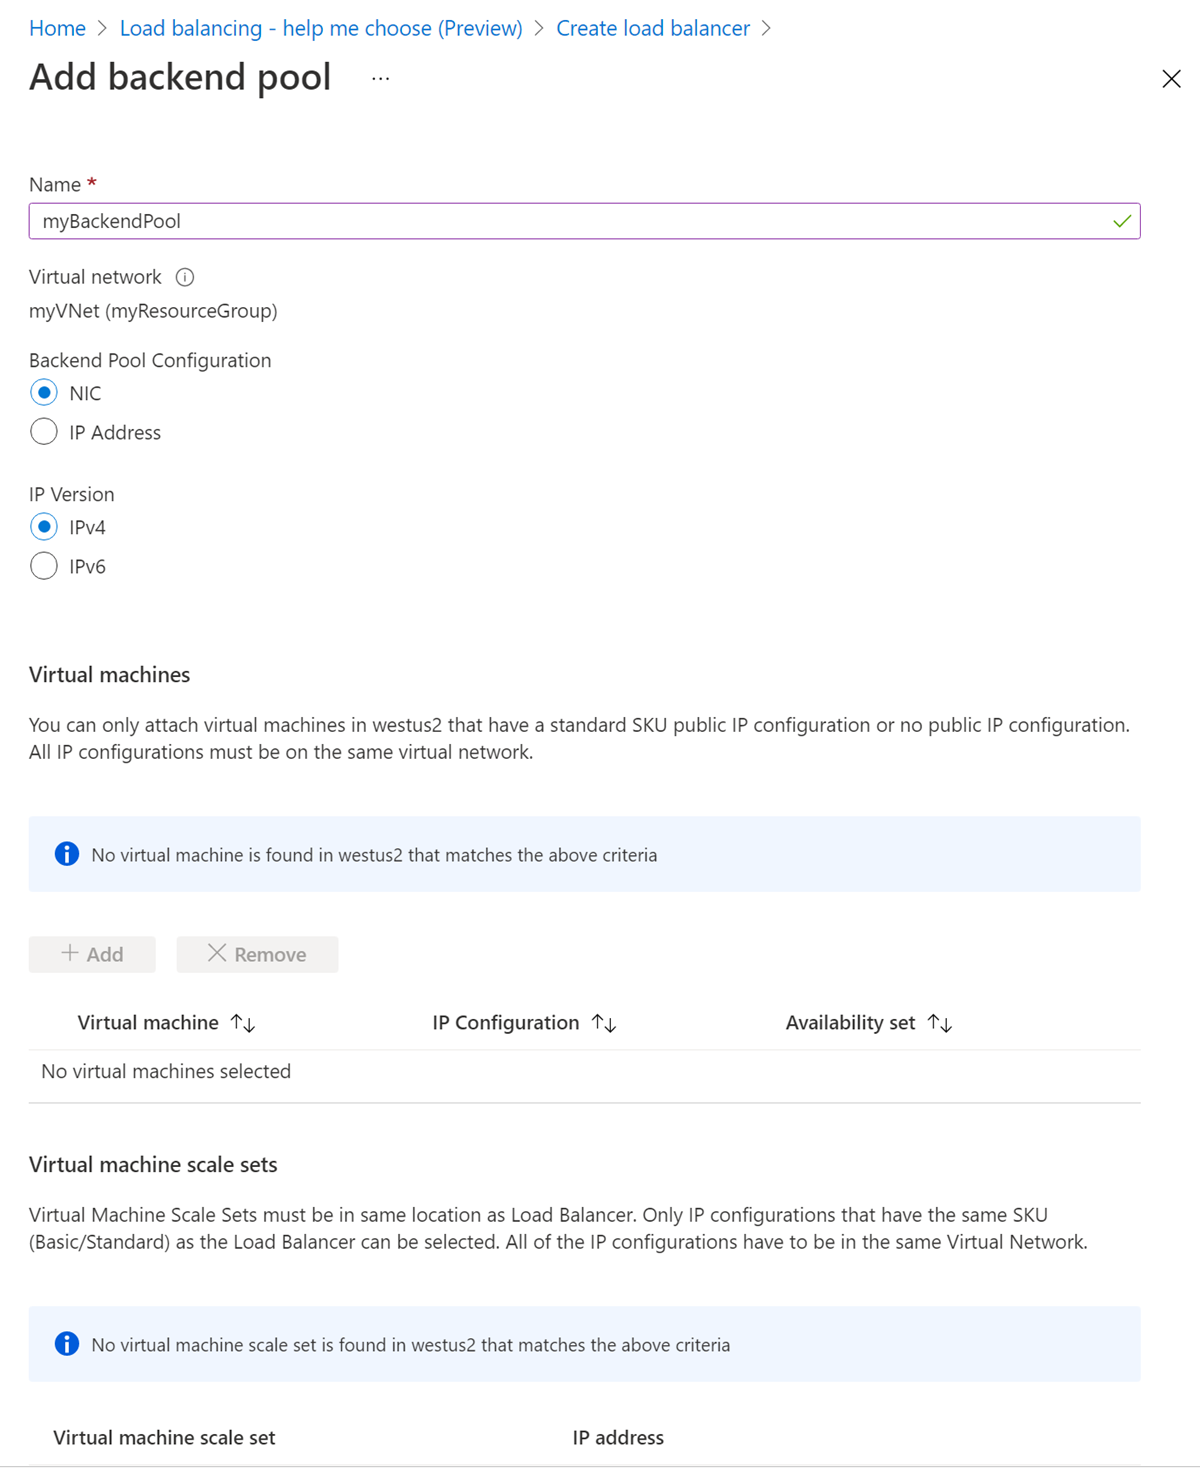 Home > Load balancing - help me choose (Preview) > Create load balancer >
Add backend pool ...
Name *
myBackendPool
Virtual network
myVNet (myResourceGroup)
Backend Pool Configuration
NIC
IP Address
IP Version
IPv4
IPv6
Virtual machines
You can only attach virtual machines in westus2 that have a standard SKU public IP configuration or no public IP configuration.
All IP configurations must be on the same virtual network.
No virtual machine is found in westus2 that matches the above criteria
Add Remove
Virtual machine IP Configuration Availability set
No virtual machines selected
Virtual machine scale sets
Virtual Machine Scale Sets must be in same location as Load Balancer. Only IP configurations that have the same SKU
(Basic/Standard) as the Load Balancer can be selected. All of the IP configurations have to be in the same Virtual Network.
No virtual machine scale set is found in westus2 that matches the above criteria
Virtual machine scale set IP address